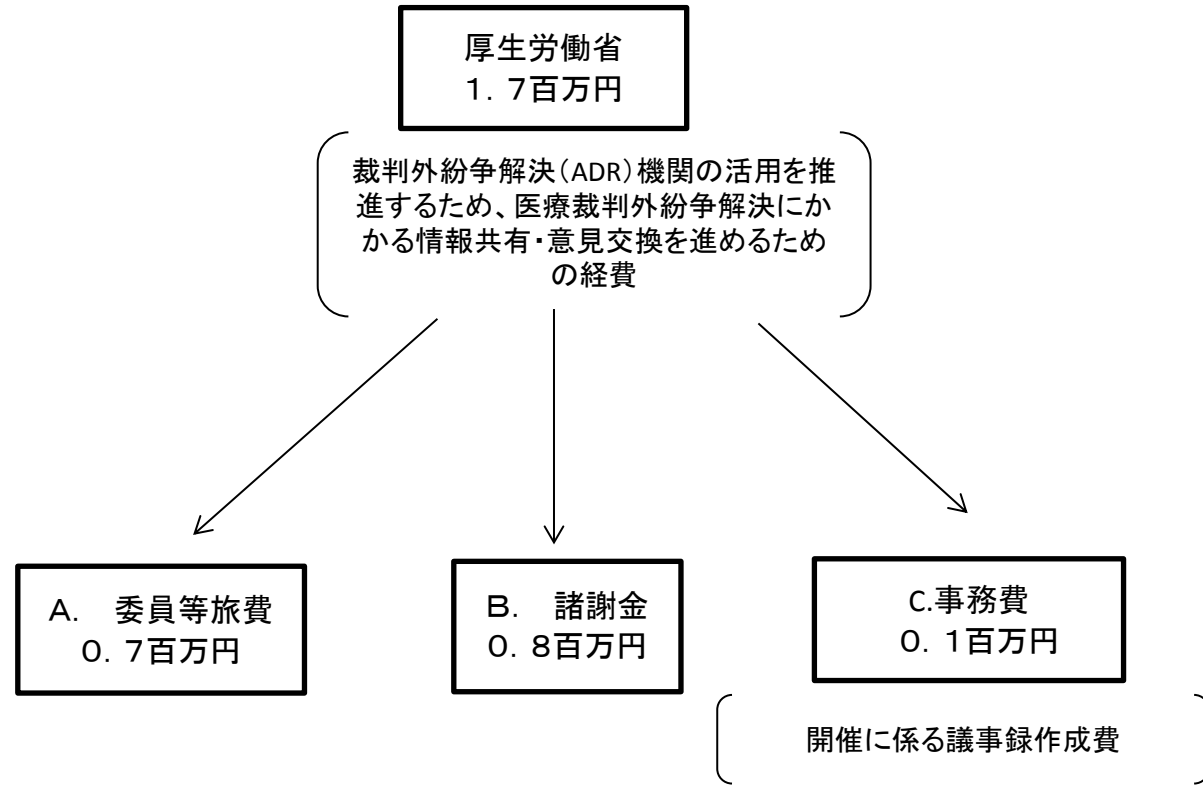 厚生労働省
１．７百万円
裁判外紛争解決（ADR）機関の活用を推
進するため、医療裁判外紛争解決にか
かる情報共有・意見交換を進めるため
の経費
Ａ．　委員等旅費
０．７百万円
Ｂ．　諸謝金
０．８百万円
C.事務費
０．１百万円
開催に係る議事録作成費